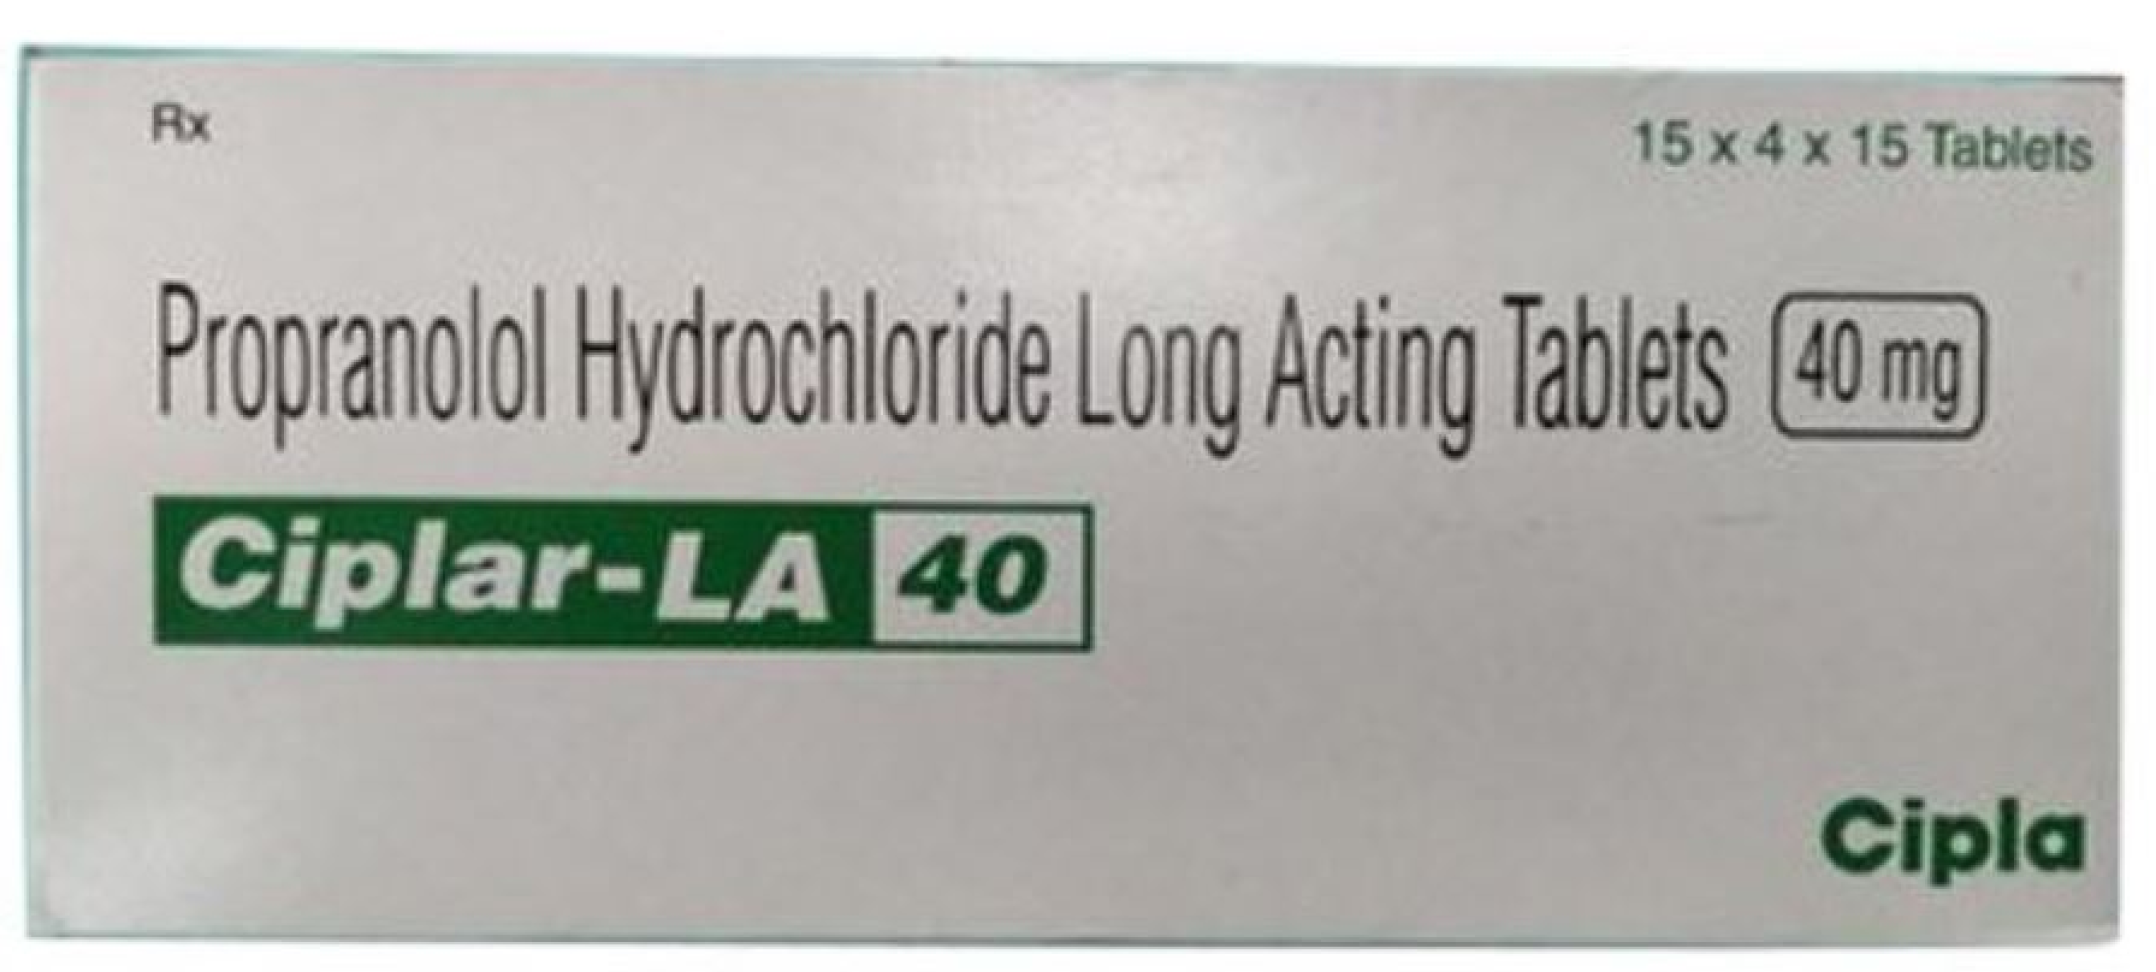 Rx
15 x 4 x 15 Tablets
Propranolol Hydrochloride Long Acting Tablets 40 mg
Ciplar-LA 40
Cipla